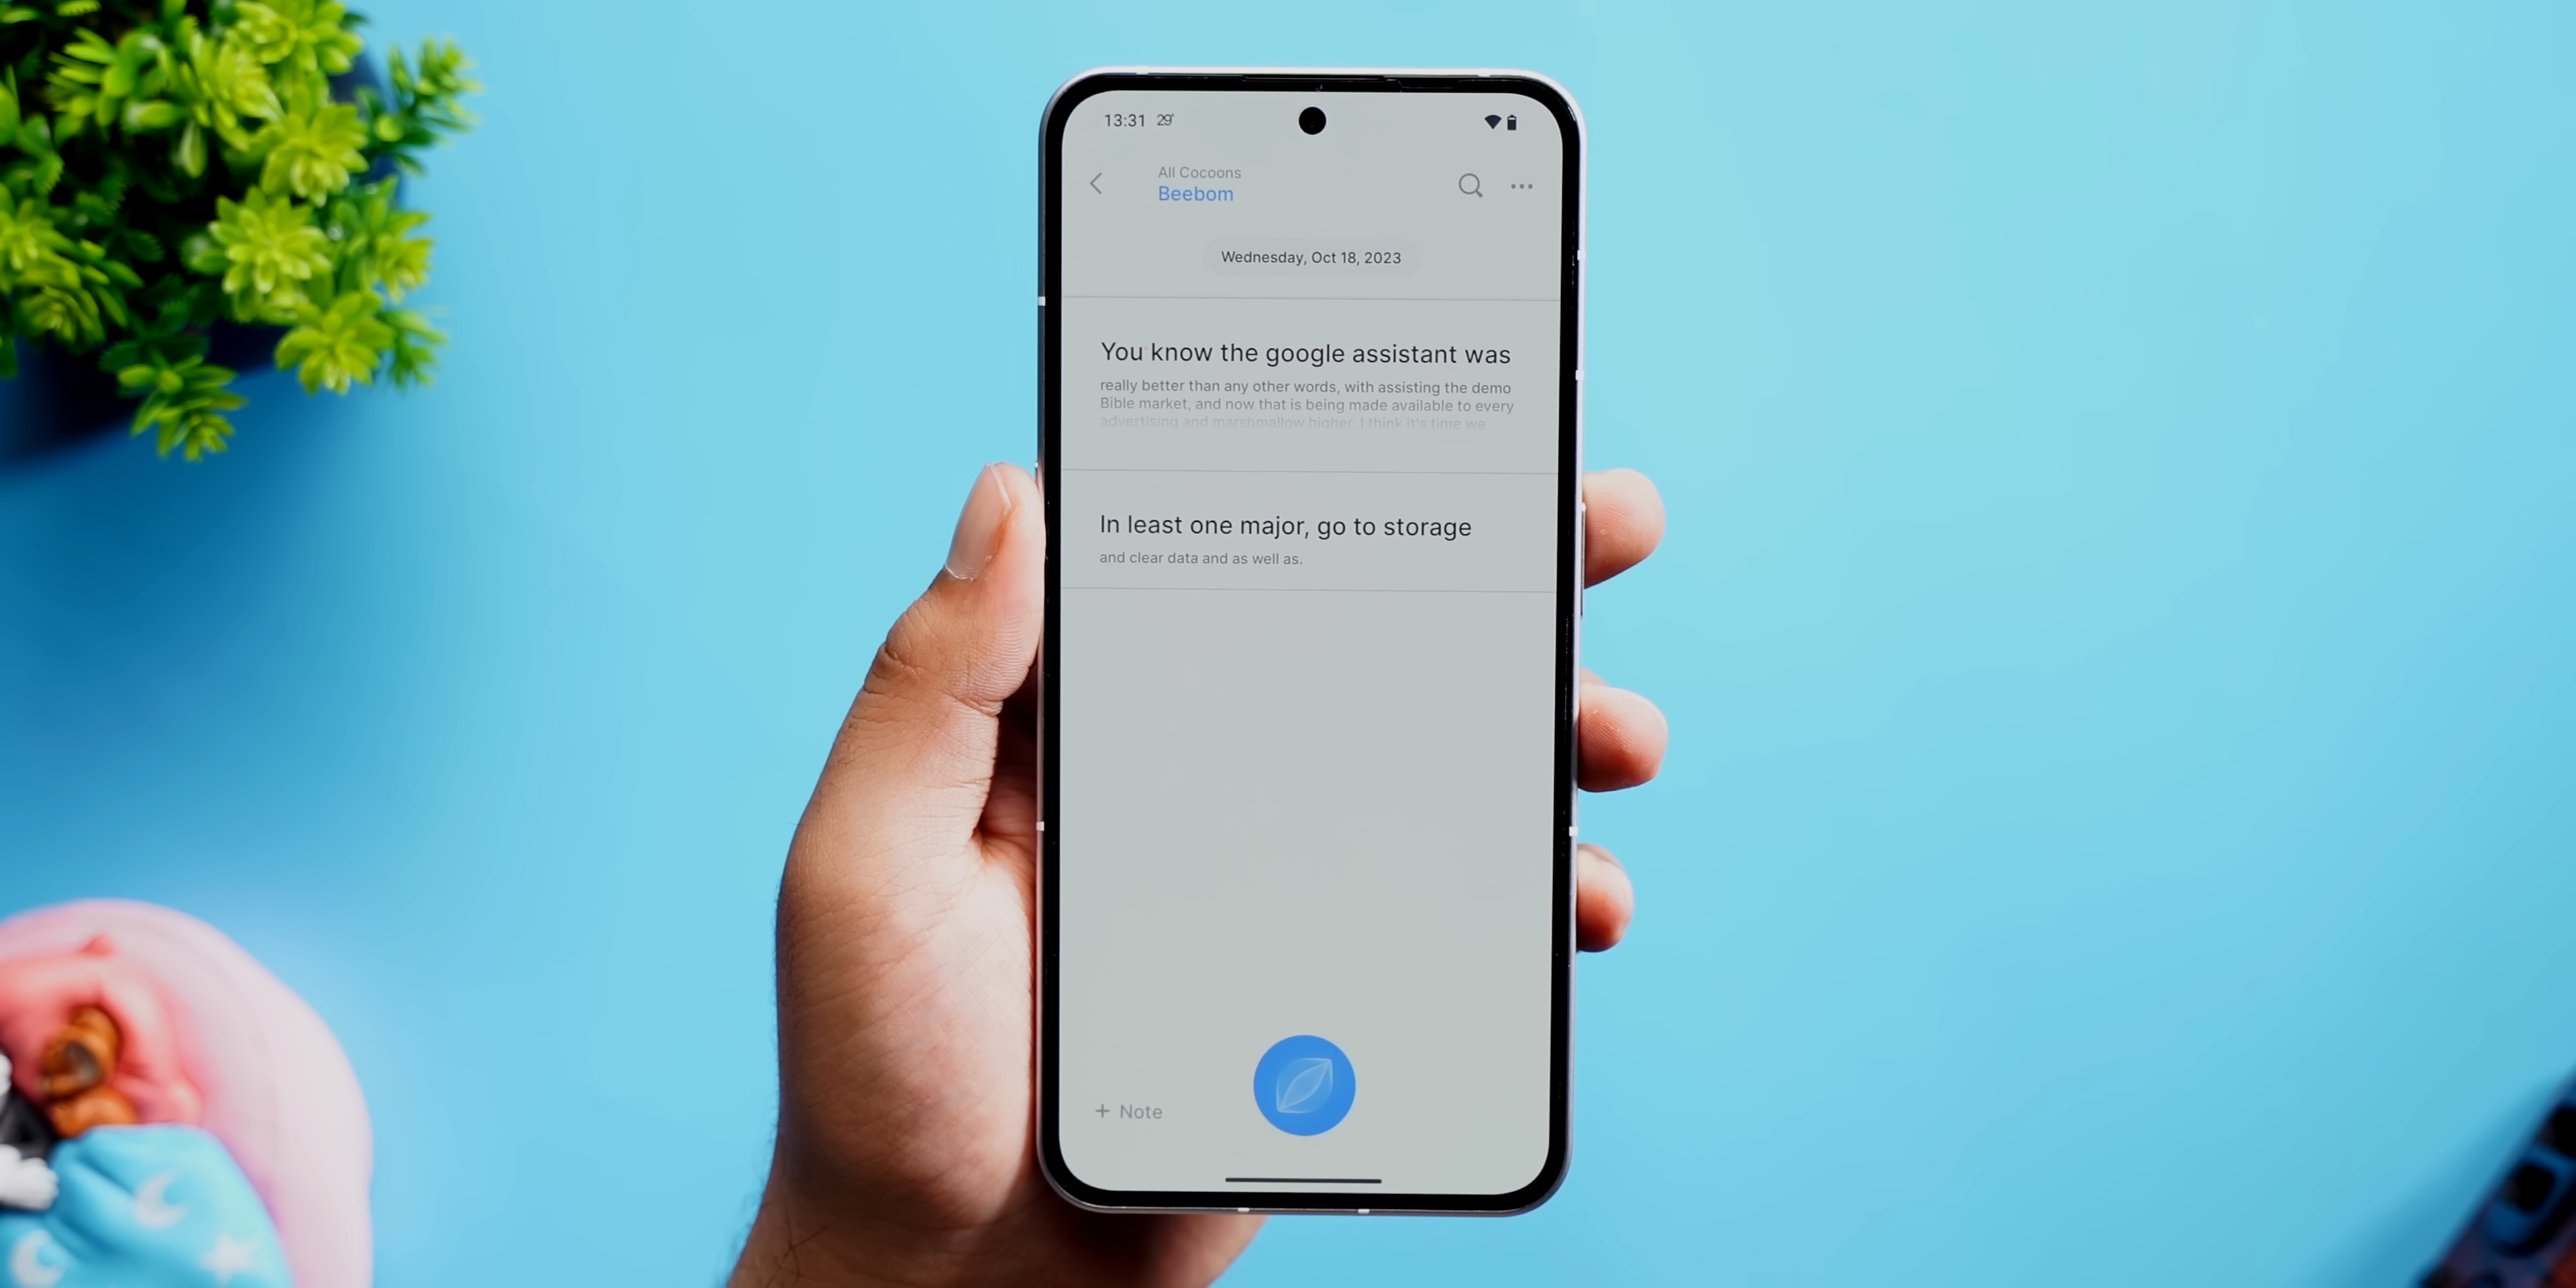 13:31 29°
All Cocoons
Beebom
Wednesday, Oct 18, 2023
You know the google assistant was
really better than any other words, with assisting the demo
Bible market, and now that is being made available to every
advertising and marshmallow higher. I think it's time we
In least one major, go to storage
and clear data and as well as.
+ Note